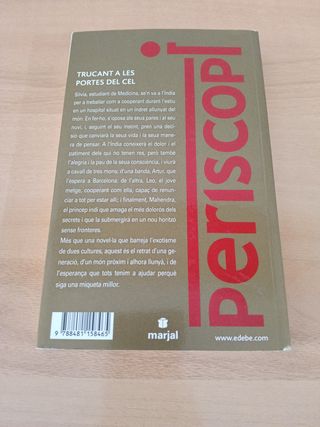 TRUCANT A LES
PORTES DEL CEL
Sílvia, estudiant de Medicina, se'n va a l'Índia
per a treballar com a cooperant durant l'estiu
en un hospital situat en un indret allunyat del
món. En fer-ho, s'oposa als seus pares i al seu
nuvi i, seguint el seu instint, pren una deci-
sió que canviarà la seua vida i la seua mane-
ra de pensar. A l'Índia coneixerà el dolor i el
patiment dels qui no tenen res, però també
l'alegria i la pau de la seua consciència, i viurà
a cavall de tres mons: d'una banda, Artur, que
l'espera a Barcelona; de l'altra, Leo, el jove
metge, cooperant com ella, capaç de renun-
ciar a tot per estar allí; i finalment, Mahendra,
el príncep indi que amaga el més dolorós dels
secrets i que la submergirà en un nou horitzó
sense fronteres.
Més que una novel·la que barreja l'exotisme
de dues cultures, aquest és el retrat d'una ge-
neració, d'un món pròxim i alhora llunyà, i de
l'esperança que tots tenim a ajudar perquè
siga una miqueta millor.
periscopi
9 788481 158465
marjal
www.edebe.com